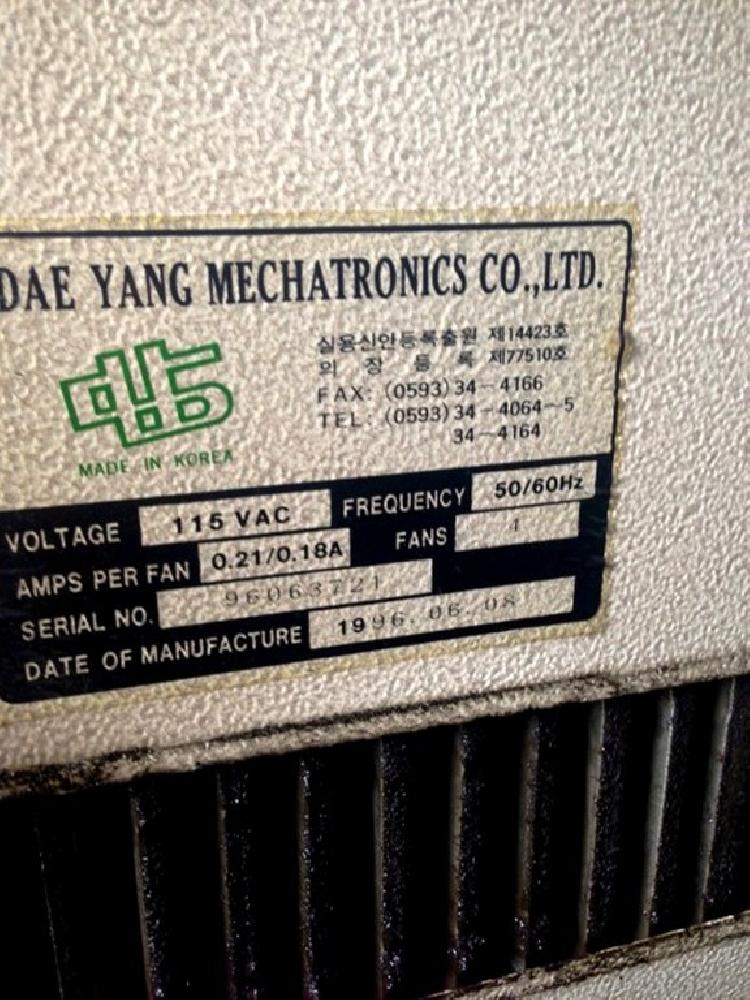 DAE YANG MECHATRONICS CO.,LTD.
실용신안등록출원 제14423호
의 장 등 록 제77510호
FAX: (0593) 34-4166
TEL: (0593) 34-4064-5
34-4164
MADE IN KOREA
VOLTAGE 115 VAC FREQUENCY 50/60Hz
AMPS PER FAN 0.21/0.18A FANS 1
SERIAL NO. 96063721
DATE OF MANUFACTURE 1996.06.08